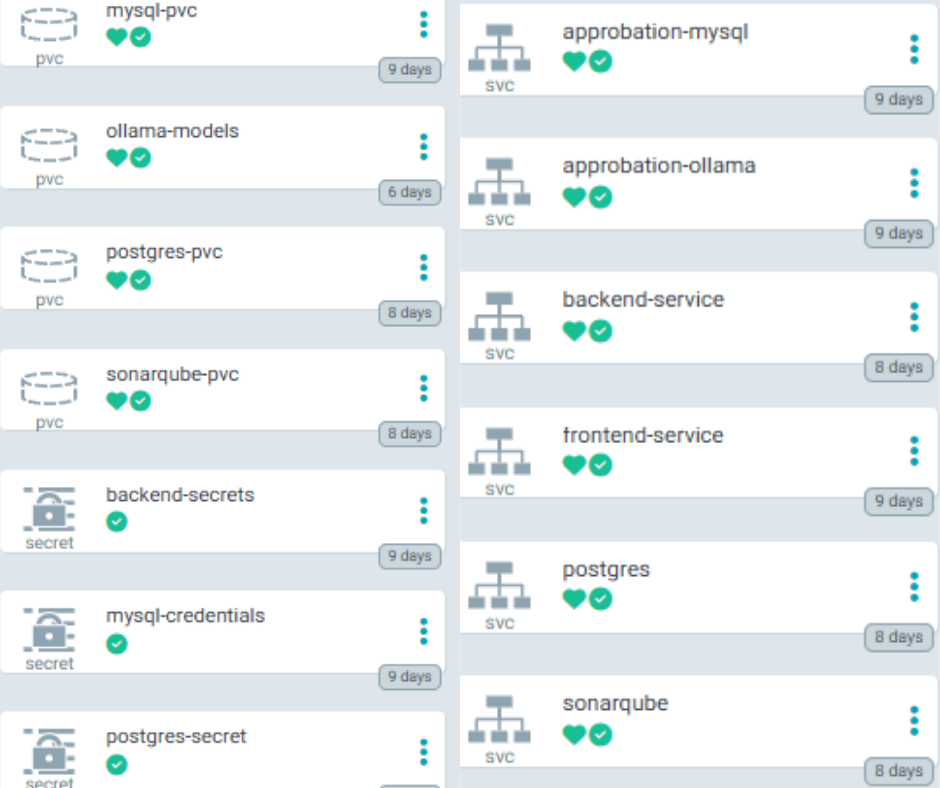 mysql-pvc
pvc
9 days
ollama-models
pvc
6 days
postgres-pvc
pvc
8 days
sonarqube-pvc
pvc
8 days
backend-secrets
secret
9 days
mysql-credentials
secret
9 days
postgres-secret
secret
approbation-mysql
svc
9 days
approbation-ollama
svc
9 days
backend-service
svc
8 days
frontend-service
svc
9 days
postgres
svc
8 days
sonarqube
svc
8 days